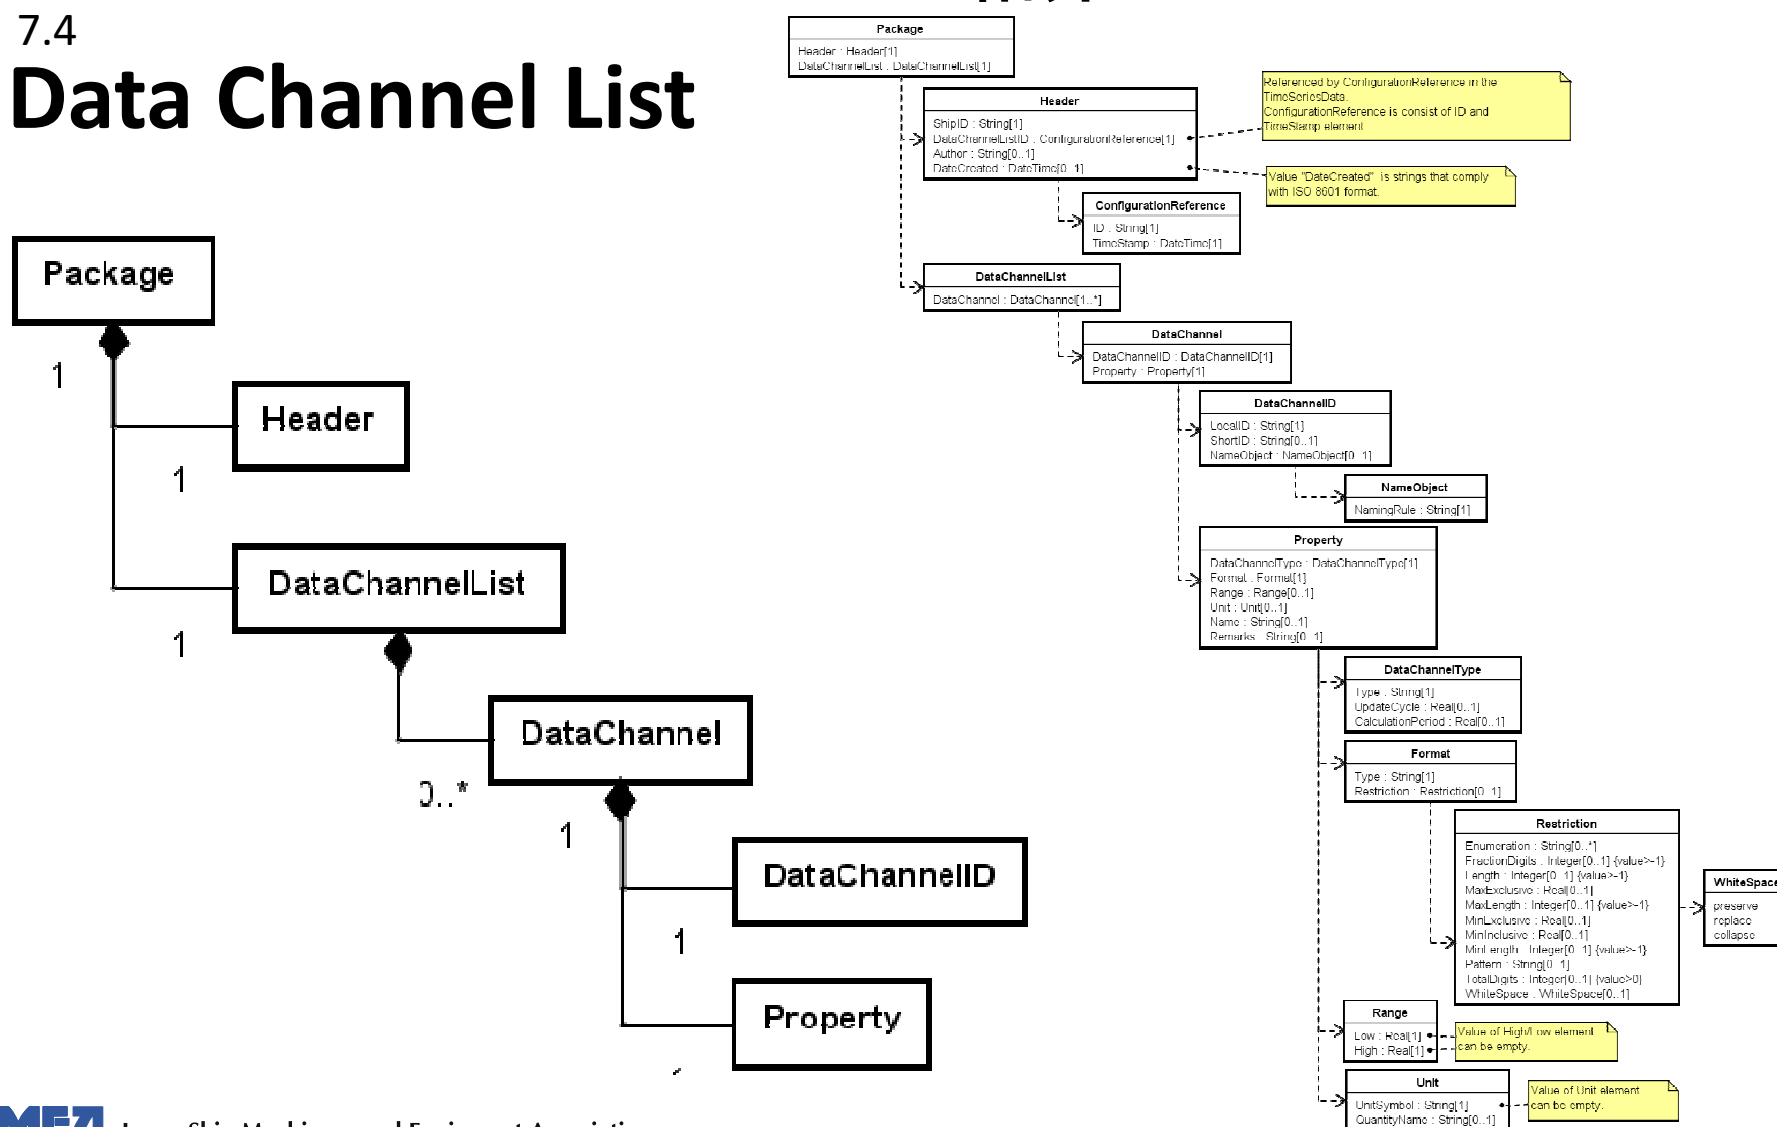 7.4
Data Channel List
Package
1
Header
1
DataChannelList
1
DataChannel
0..*
1
DataChannelID
1
Property
Package
Header : Header[1]
DataChannelList : DataChannelList[1]
Header
ShipID : String[1]
DataChannelListID : ConfigurationReference[1]
Author : String[0..1]
DateCreated : DateTime[0..1]
Referenced by ConfigurationReference in the
TimeSeriesData.
ConfigurationReference is consist of ID and
TimeStamp element
Value "DateCreated" is strings that comply
with ISO 8601 format.
ConfigurationReference
ID : String[1]
TimeStamp : DateTime[1]
DataChannelList
DataChannel : DataChannel[1..*]
DataChannel
DataChannelID : DataChannelID[1]
Property : Property[1]
DataChannelID
LocalID : String[1]
ShortID : String[0..1]
NameObject : NameObject[0..1]
NameObject
NamingRule : String[1]
Property
DataChannelType : DataChannelType[1]
Format : Format[1]
Range : Range[0..1]
Unit : Unit[0..1]
Name : String[0..1]
Remarks : String[0..1]
DataChannelType
Type : String[1]
UpdateCycle : Real[0..1]
CalculationPeriod : Real[0..1]
Format
Type : String[1]
Restriction : Restriction[0..1]
Restriction
Enumeration : String[0..*]
FractionDigits : Integer[0..1] {value>-1}
Length : Integer[0..1] {value>-1}
MaxExclusive : Real[0..1]
MaxLength : Integer[0..1] {value>-1}
MinExclusive : Real[0..1]
MinInclusive : Real[0..1]
MinLength : Integer[0..1] {value>-1}
Pattern : String[0..1]
TotalDigits : Integer[0..1] {value>0}
WhiteSpace : WhiteSpace[0..1]
WhiteSpace
preserve
replace
collapse
Range
Low : Real[1]
High : Real[1]
Value of High/Low element
can be empty.
Unit
UnitSymbol : String[1]
QuantityName : String[0..1]
Value of Unit element
can be empty.